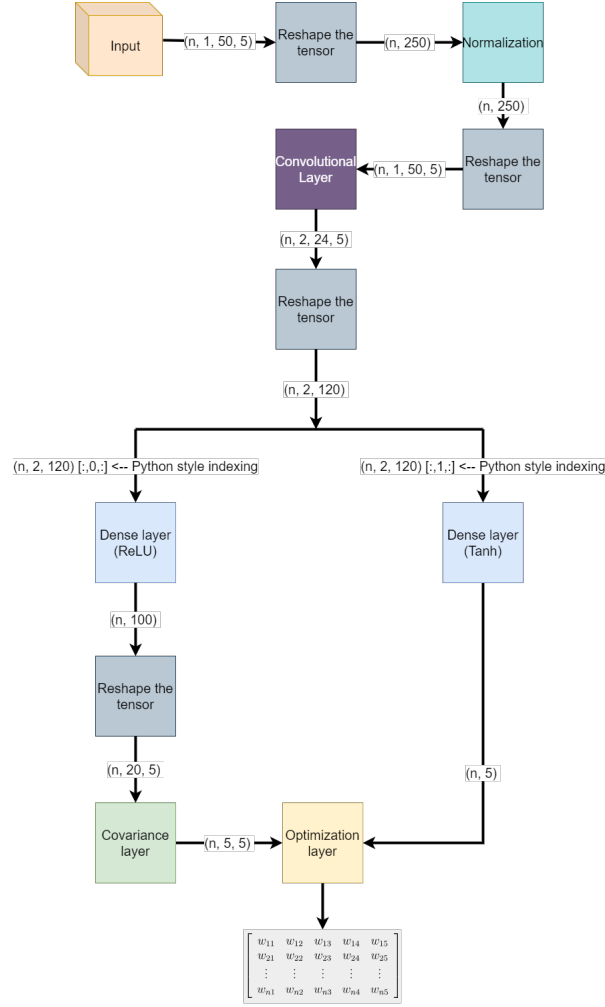 Input
(n, 1, 50, 5)
Reshape the
tensor
(n, 250)
Normalization
(n, 250)
Reshape the
tensor
(n, 1, 50, 5)
Convolutional
Layer
(n, 2, 24, 5)
Reshape the
tensor
(n, 2, 120)
(n, 2, 120) [:,0,:] <-- Python style indexing
(n, 2, 120) [:,1,:] <-- Python style indexing
Dense layer
(ReLU)
Dense layer
(Tanh)
(n, 100)
Reshape the
tensor
(n, 20, 5)
(n, 5)
Covariance
layer
(n, 5, 5)
Optimization
layer
w11 w12 w13 w14 w15
w21 w22 w23 w24 w25
⋮ ⋮ ⋮ ⋮ ⋮
wn1 wn2 wn3 wn4 wn5